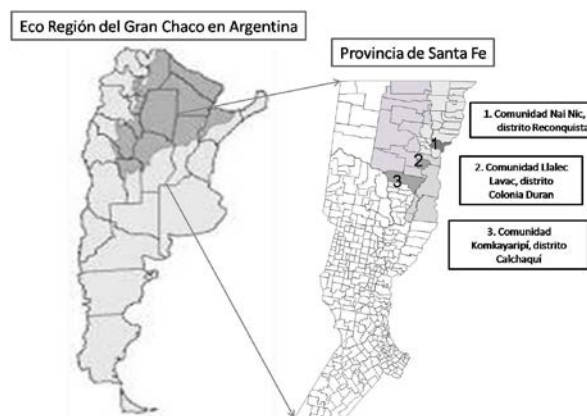 Eco Región del Gran Chaco en Argentina
Provincia de Santa Fe
1
2
3
1. Comunidad Nai Nic,
distrito Reconquista
2. Comunidad Llalec
Lavac, distrito
Colonia Duran
3. Comunidad
Komkayaripí, distrito
Calchaquí